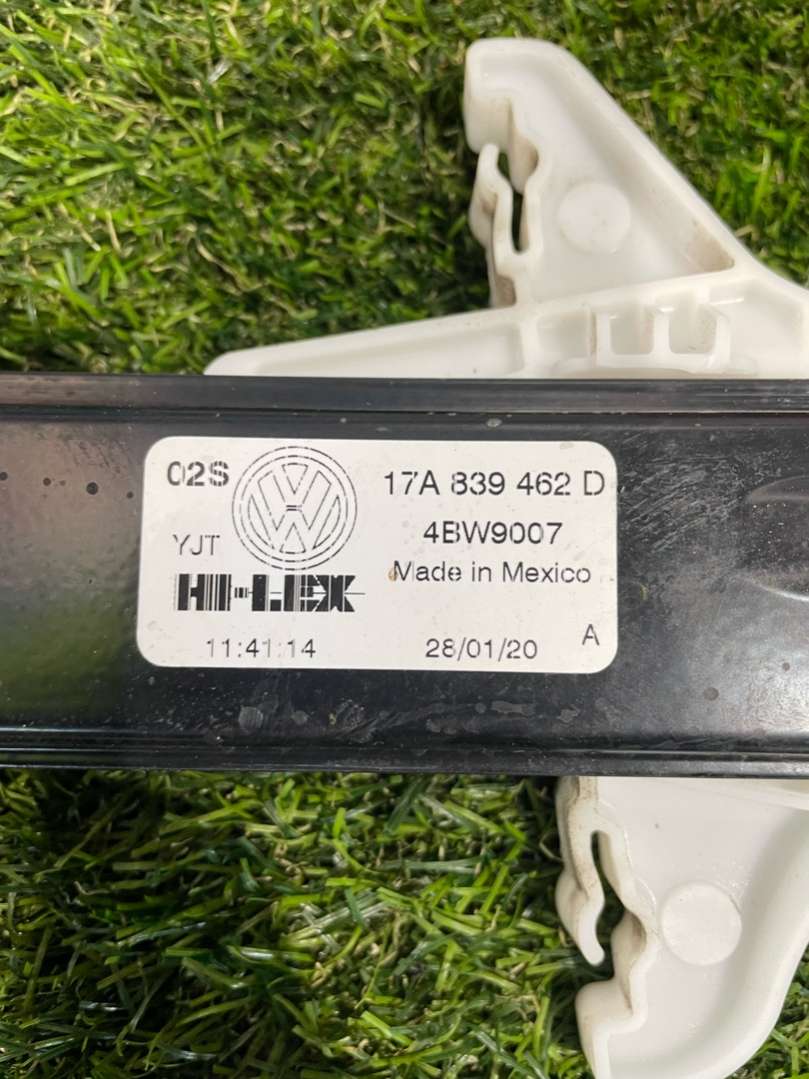 02S 17A 839 462 D
YJT 4BW9007
HI-LEX Made in Mexico
11:41:14 28/01/20 A